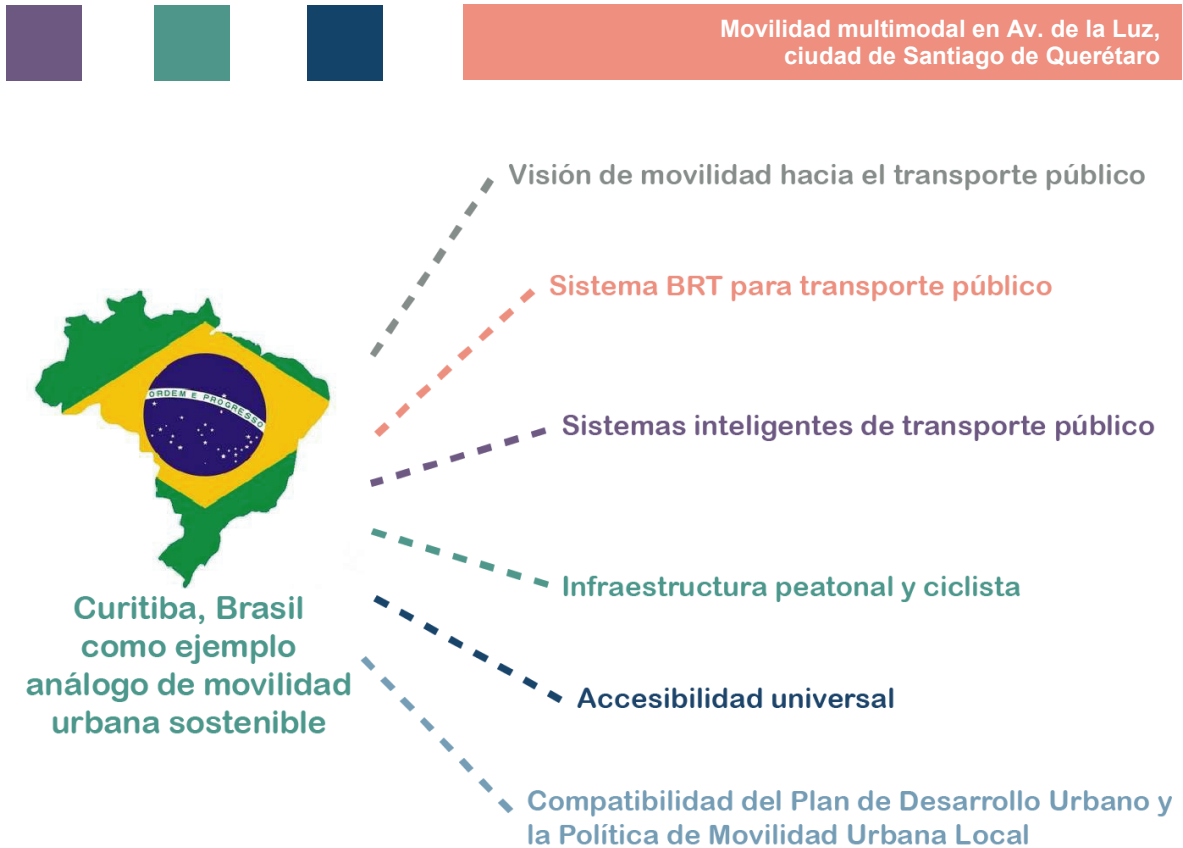 Movilidad multimodal en Av. de la Luz,
ciudad de Santiago de Querétaro
Visión de movilidad hacia el transporte público
Sistema BRT para transporte público
ORDEM E PROGRESSO
Sistemas inteligentes de transporte público
Infraestructura peatonal y ciclista
Curitiba, Brasil
como ejemplo
análogo de movilidad
urbana sostenible
Accesibilidad universal
Compatibilidad del Plan de Desarrollo Urbano y
la Política de Movilidad Urbana Local